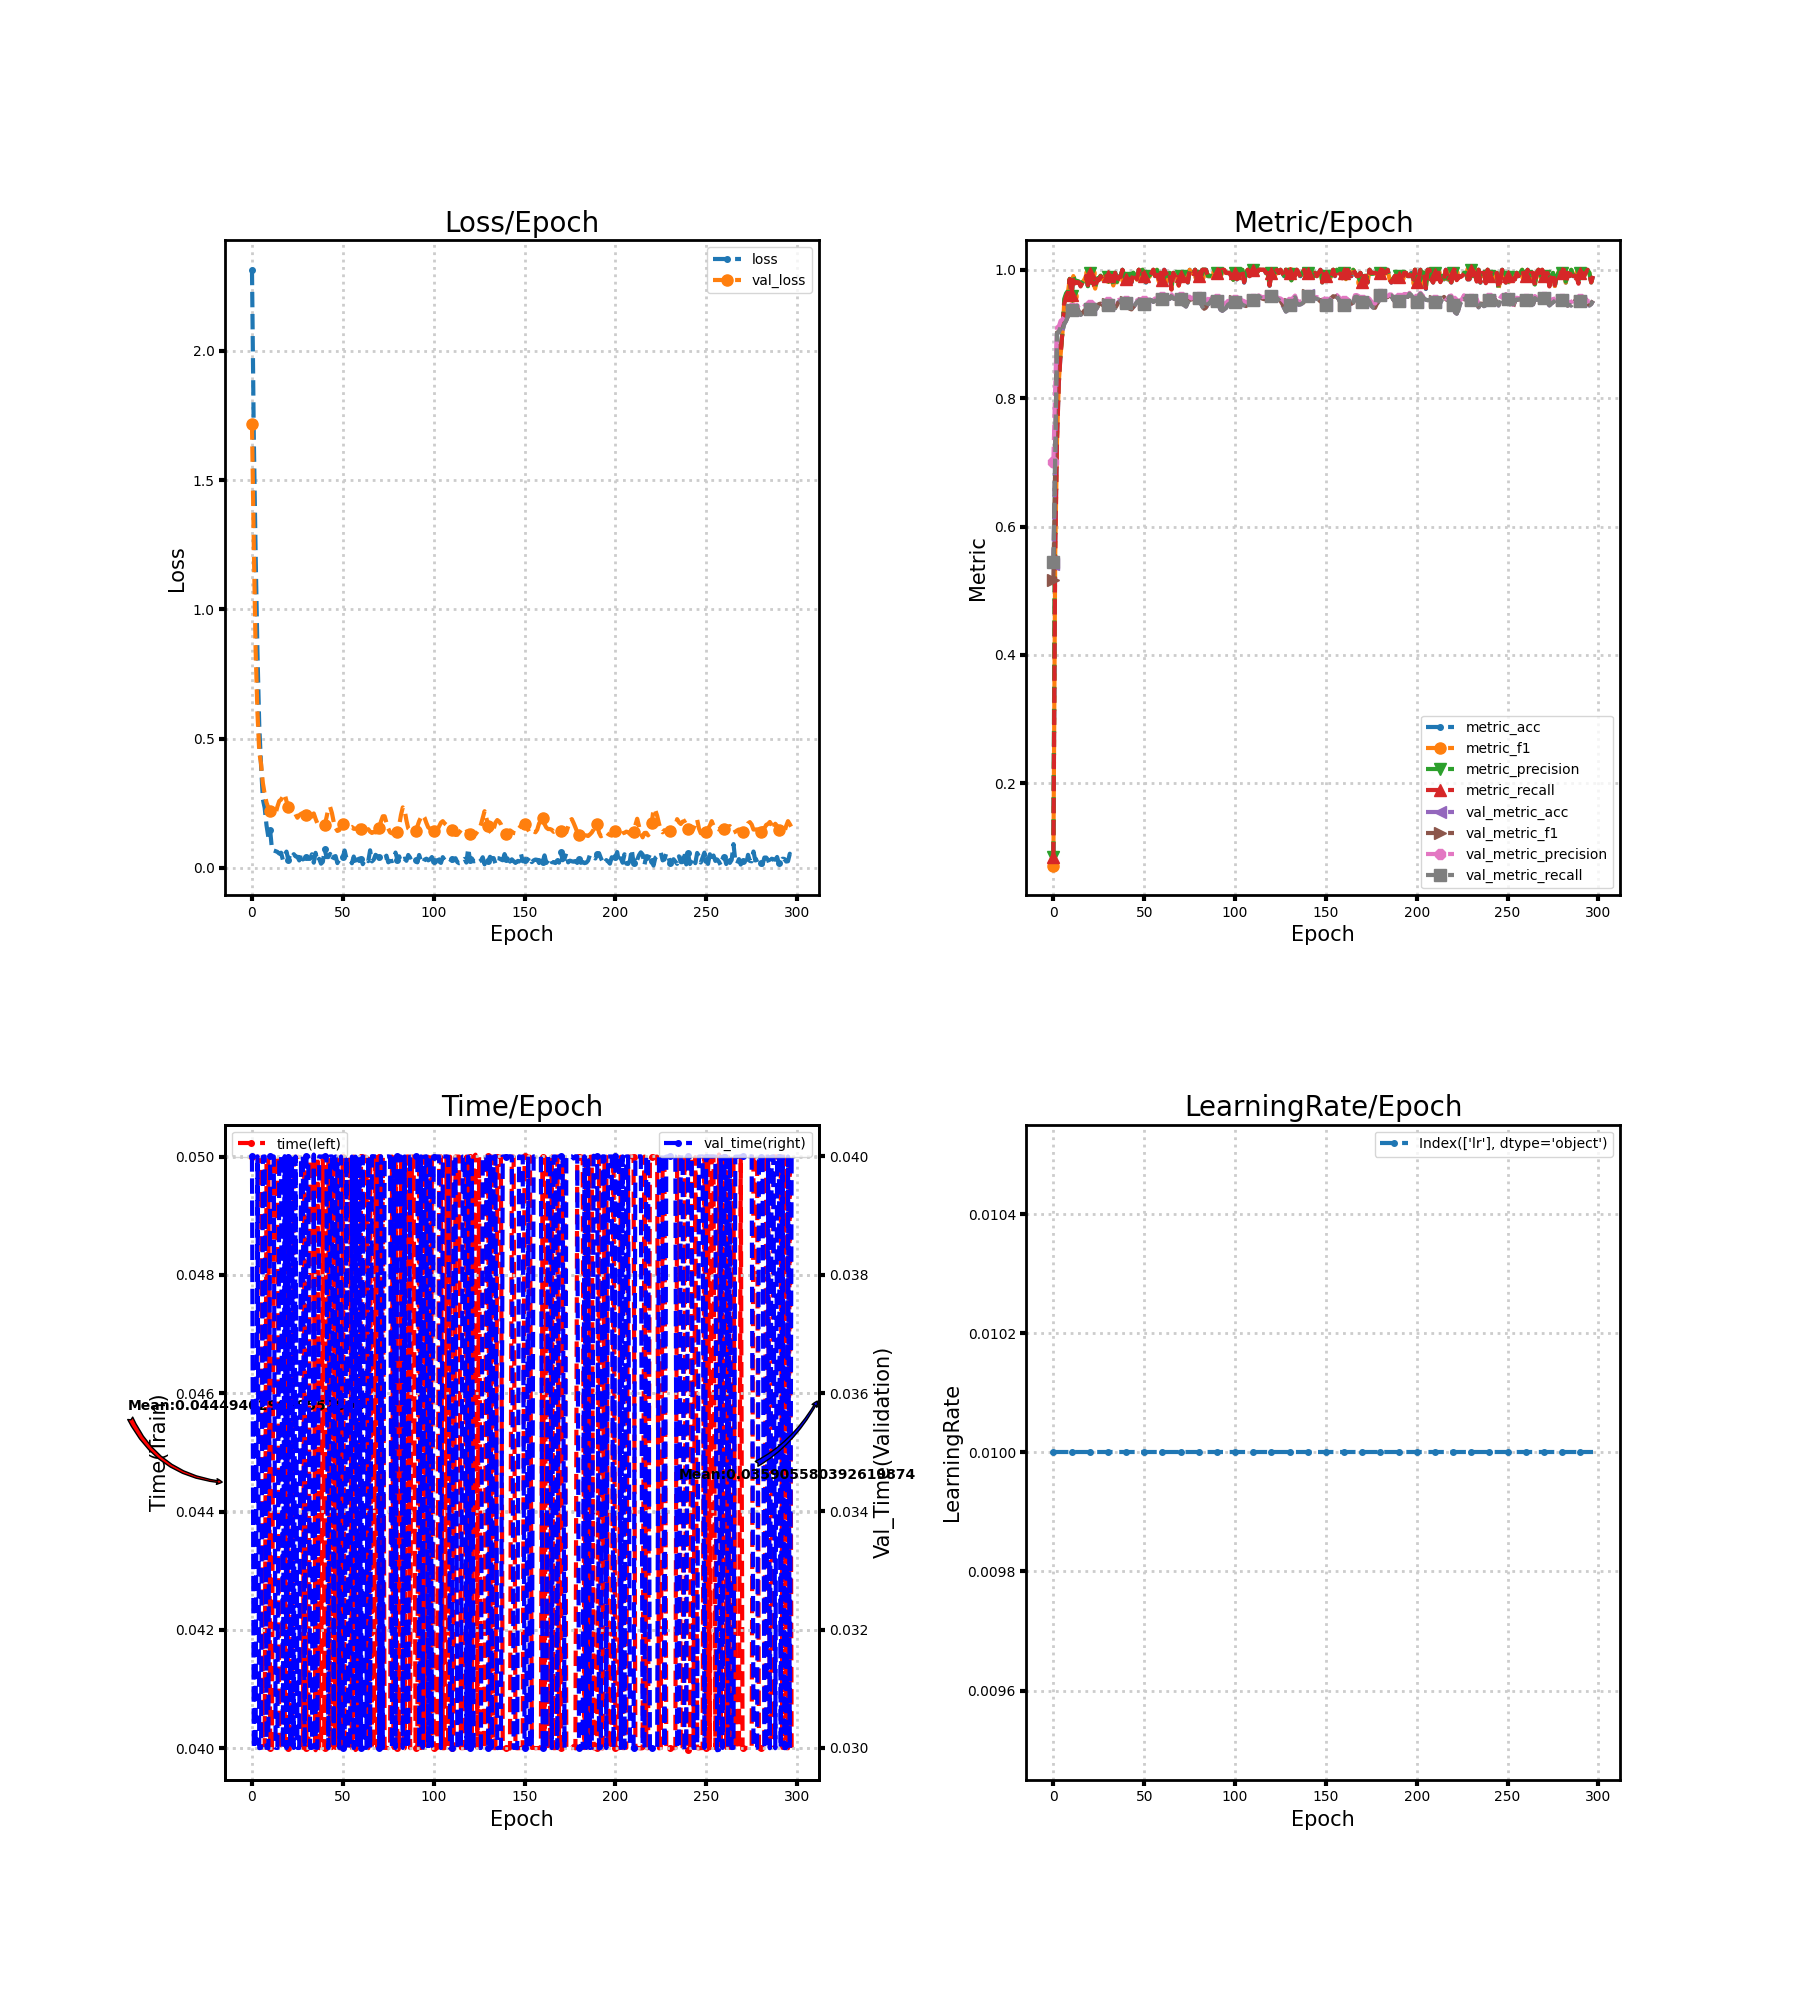 Loss/Epoch
loss
val_loss
Loss
2.0
1.5
1.0
0.5
0.0
0
50
100
150
200
250
300
Epoch
Metric/Epoch
Metric
1.0
0.8
0.6
0.4
0.2
metric_acc
metric_f1
metric_precision
metric_recall
val_metric_acc
val_metric_f1
val_metric_precision
val_metric_recall
0
50
100
150
200
250
300
Epoch
Time/Epoch
time(left)
val_time(right)
Time(Train)
0.050
0.048
0.046
0.044
0.042
0.040
0.040
0.038
0.036
0.034
0.032
0.030
Val_Time(Validation)
Mean:0.035905580392619874
0
50
100
150
200
250
300
Epoch
LearningRate/Epoch
Index(['lr'], dtype='object')
LearningRate
0.0104
0.0102
0.0100
0.0098
0.0096
0
50
100
150
200
250
300
Epoch